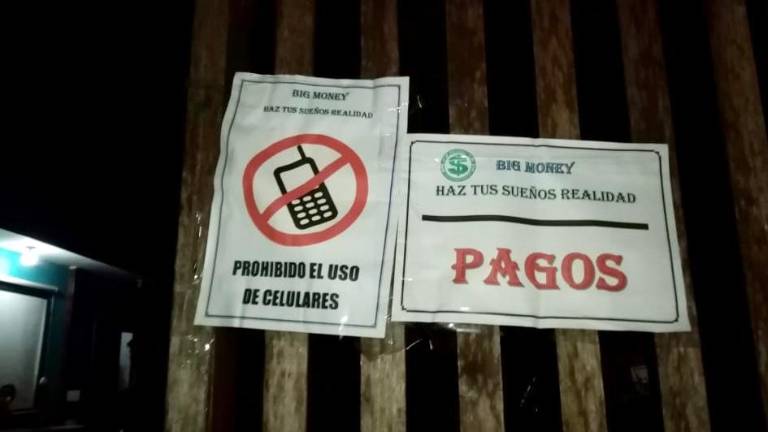 BIG MONEY
HAZ TUS SUEÑOS REALIDAD
PROHIBIDO EL USO
DE CELULARES
BIG MONEY
HAZ TUS SUEÑOS REALIDAD
PAGOS